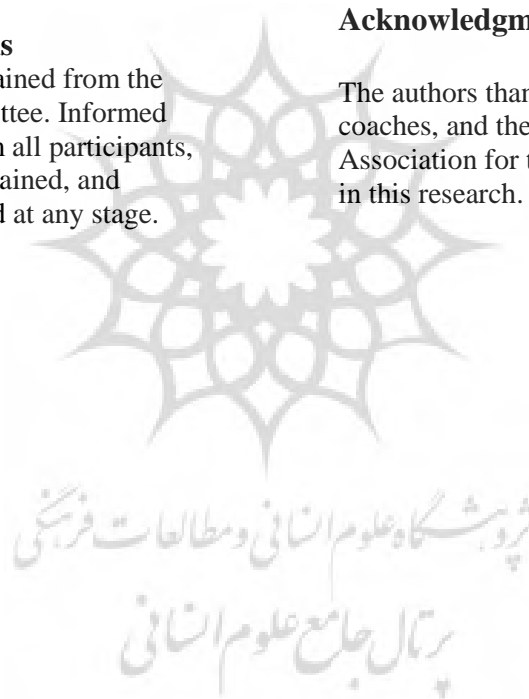 s
ained from the
ttee. Informed
n all participants,
ained, and
d at any stage.
Acknowledgm
The authors than
coaches, and the
Association for t
in this research.
پژوهشگاه علوم انسانی و مطالعات فرهنگی
پرتال جامع علوم انسانی